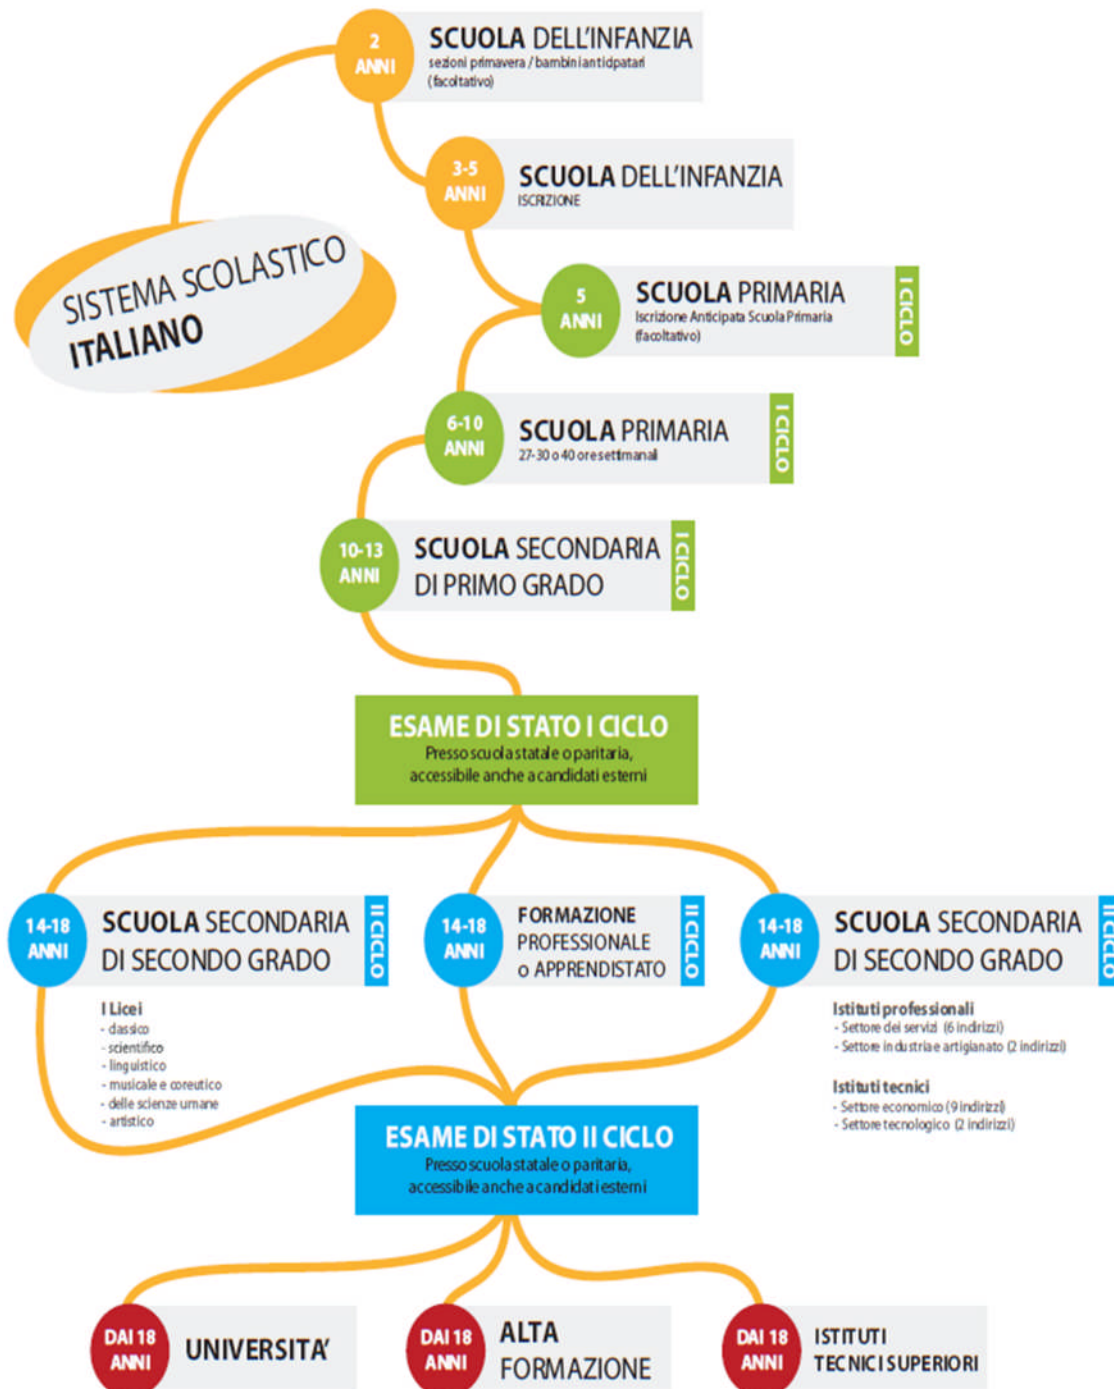 2
ANNI
SCUOLA DELL'INFANZIA
sezioni primavera / bambini anticipatari
(facoltativo)
3-5
ANNI
SCUOLA DELL'INFANZIA
ISCRIZIONE
SISTEMA SCOLASTICO
ITALIANO
5
ANNI
SCUOLA PRIMARIA
Iscrizione Anticipata Scuola Primaria
(facoltativo)
I CICLO
6-10
ANNI
SCUOLA PRIMARIA
27-30 o 40 ore settimanali
I CICLO
10-13
ANNI
SCUOLA SECONDARIA
DI PRIMO GRADO
I CICLO
ESAME DI STATO I CICLO
Presso scuola statale o paritaria,
accessibile anche a candidati esterni
14-18
ANNI
SCUOLA SECONDARIA
DI SECONDO GRADO
II CICLO
I Licei
- classico
- scientifico
- linguistico
- musicale e coreutico
- delle scienze umane
- artistico
14-18
ANNI
FORMAZIONE
PROFESSIONALE
o APPRENDISTATO
II CICLO
14-18
ANNI
SCUOLA SECONDARIA
DI SECONDO GRADO
II CICLO
Istituti professionali
- Settore dei servizi (6 indirizzi)
- Settore industria e artigianato (2 indirizzi)
Istituti tecnici
- Settore economico (9 indirizzi)
- Settore tecnologico (2 indirizzi)
ESAME DI STATO II CICLO
Presso scuola statale o paritaria,
accessibile anche a candidati esterni
DAI 18
ANNI
UNIVERSITA'
DAI 18
ANNI
ALTA
FORMAZIONE
DAI 18
ANNI
ISTITUTI
TECNICI SUPERIORI